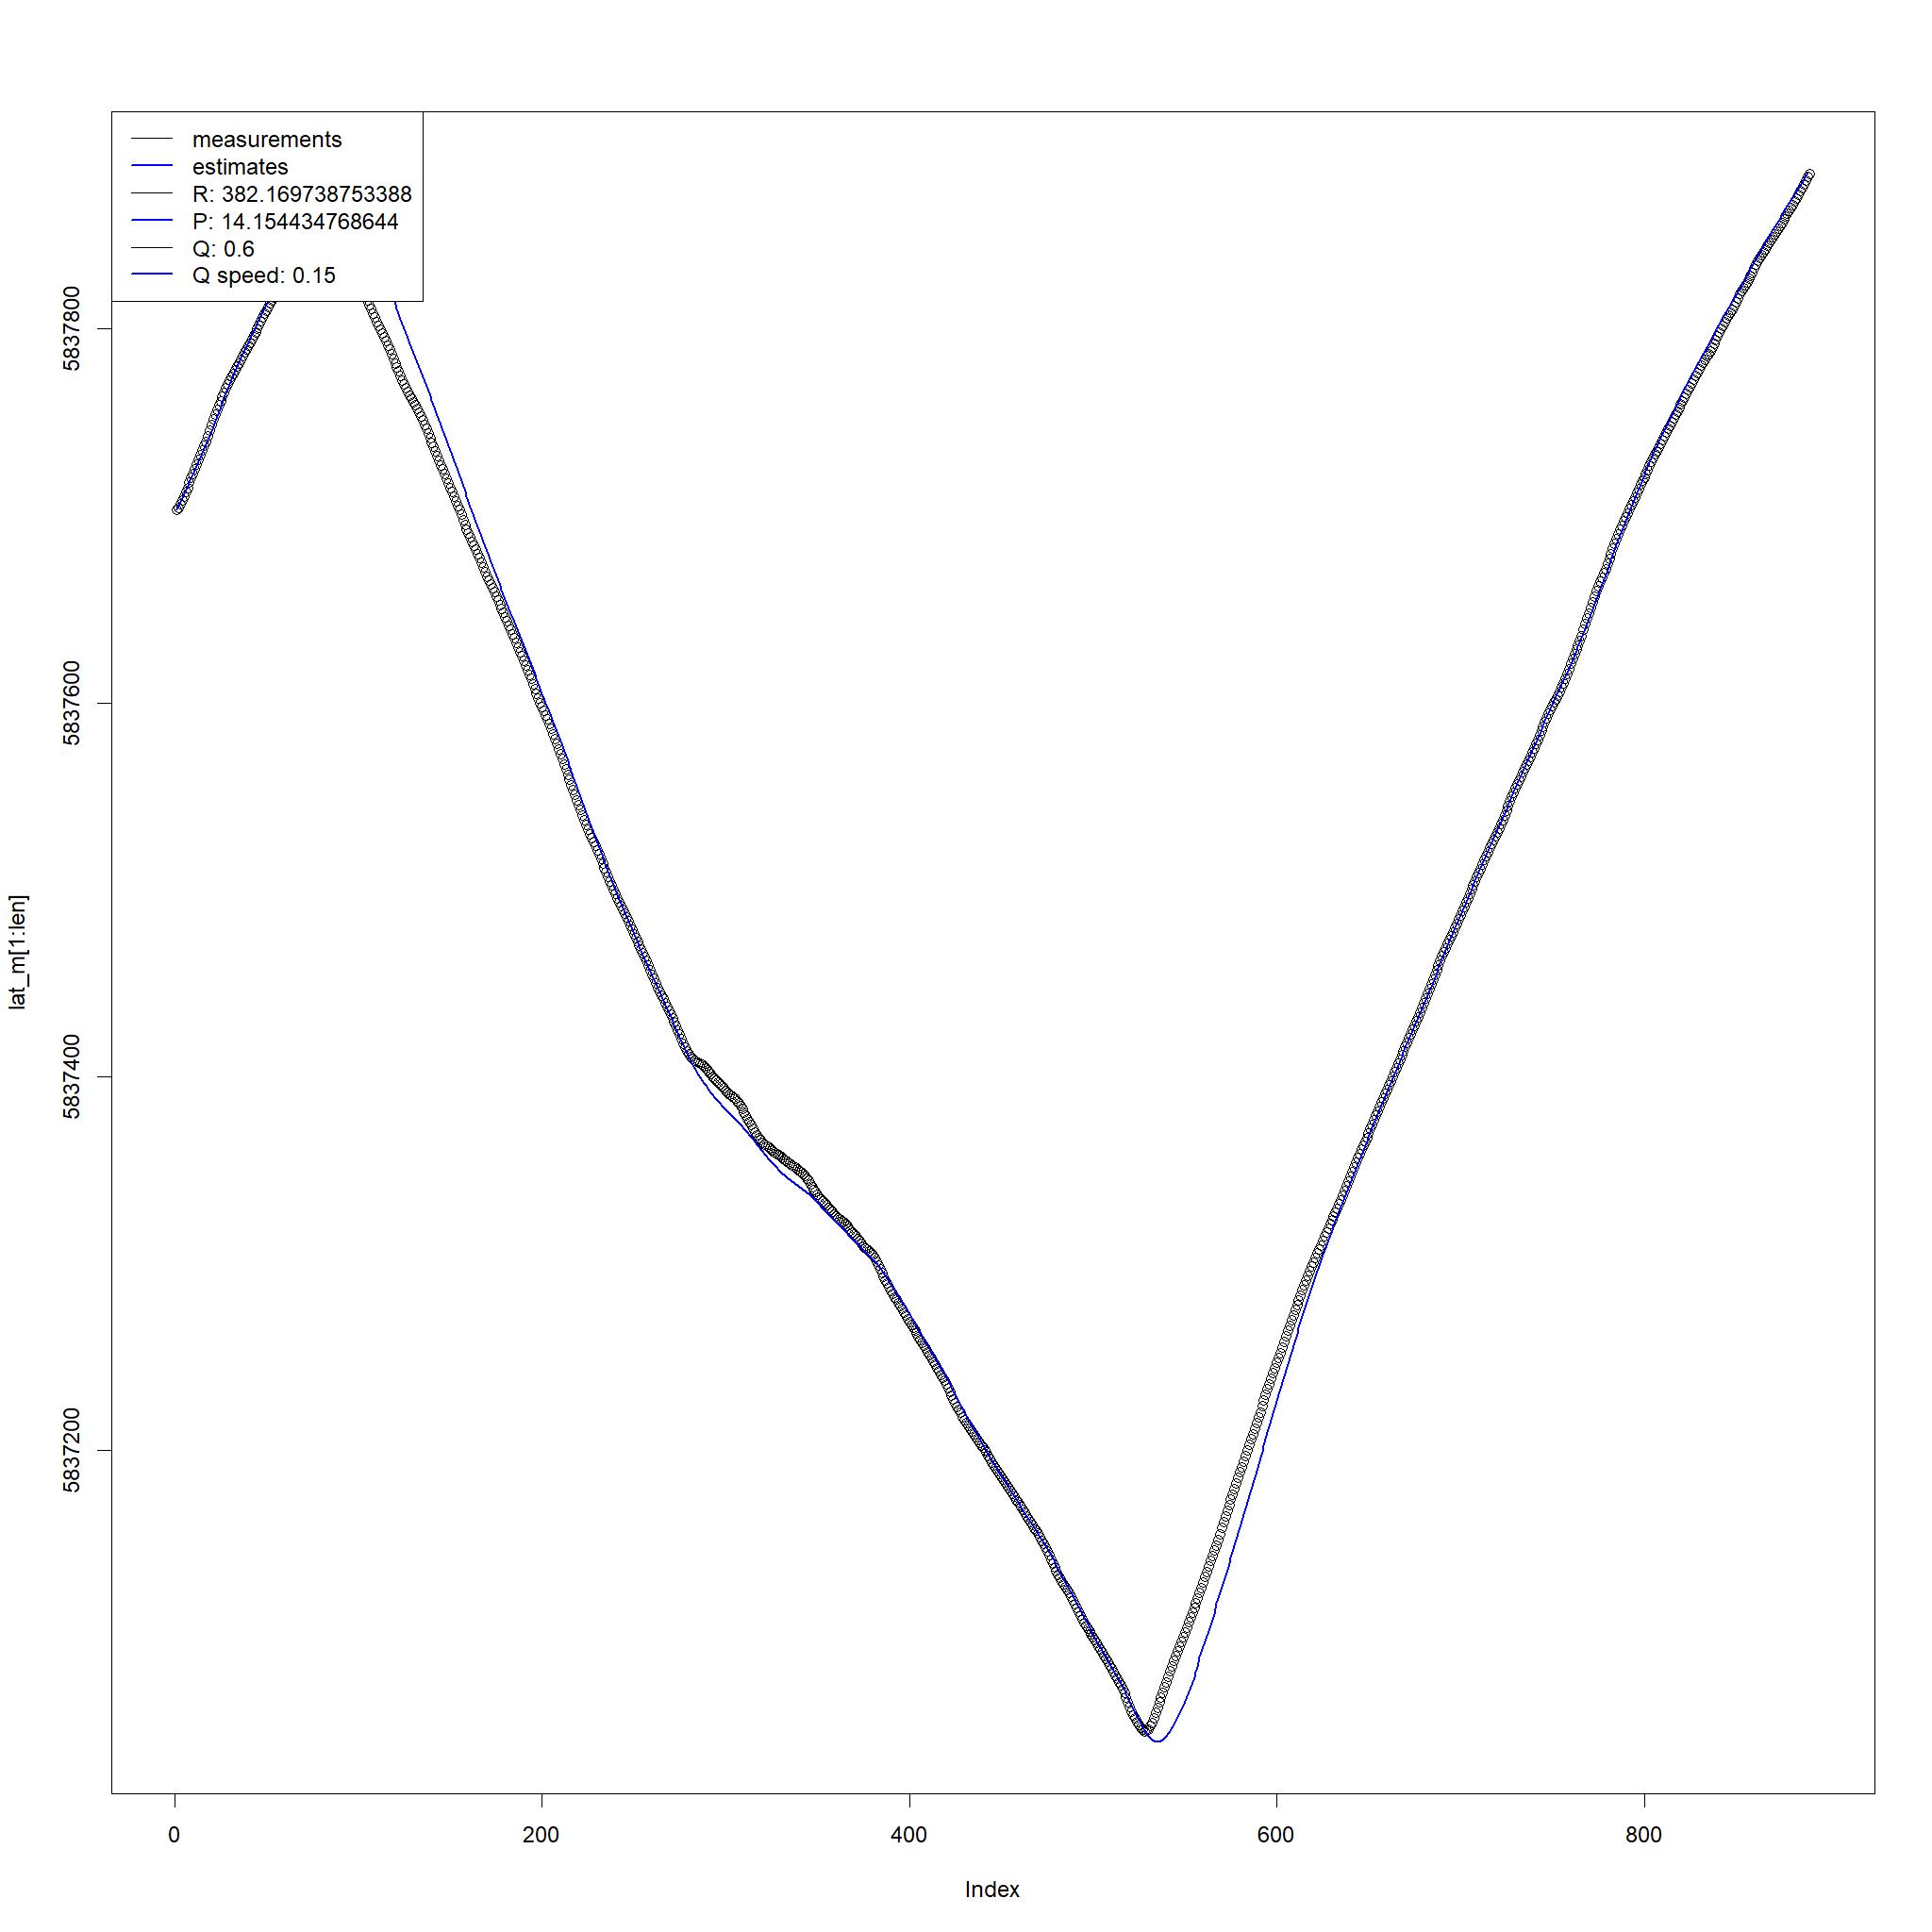 measurements
estimates
R: 382.169738753388
P: 14.154434768644
Q: 0.6
Q speed: 0.15
5837800
5837600
5837400
5837200
lat_m[1:len]
0 200 400 600 800
Index